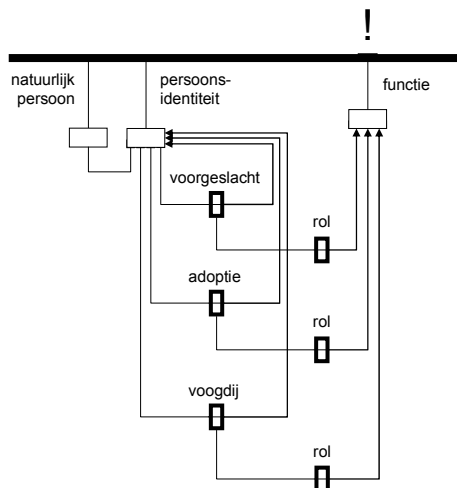 !
natuurlijk
persoon
persoons-
identiteit
functie
voorgeslacht
rol
adoptie
rol
voogdij
rol